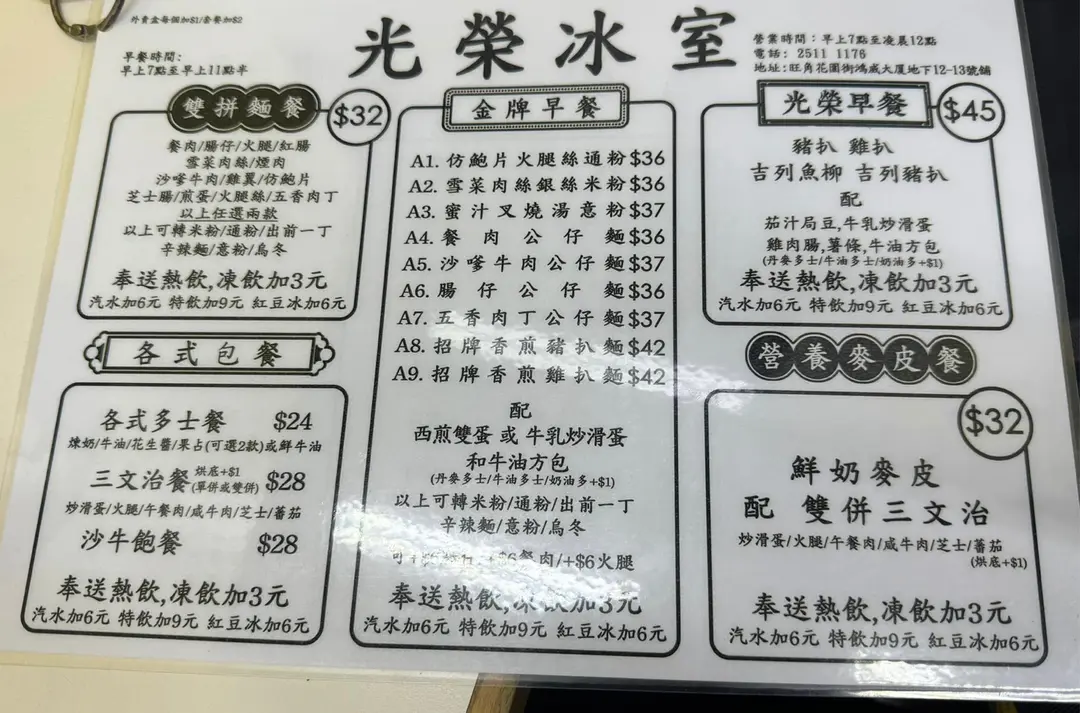 外賣盒每個加$1/套餐加$2
早餐時間:
早上7點至早上11點半
光榮冰室
營業時間：早上7點至凌晨12點
電話: 2511 1176
地址:旺角花園街鴻威大厦地下12-13號舖
雙拼麵餐 $32
餐肉/腸仔/火腿/紅腸
雪菜肉絲/煙肉
沙嗲牛肉/雞翼/仿鮑片
芝士腸/煎蛋/火腿絲/五香肉丁
以上任選兩款
以上可轉米粉/通粉/出前一丁
辛辣麵/意粉/烏冬
奉送熱飲,凍飲加3元
汽水加6元 特飲加9元 紅豆冰加6元
各式包餐
各式多士餐 $24
煉奶/牛油/花生醬/果占(可選2款)或鮮牛油
三文治餐 烘底+$1 (單併或雙併) $28
炒滑蛋/火腿/午餐肉/咸牛肉/芝士/蕃茄
沙牛飽餐 $28
奉送熱飲,凍飲加3元
汽水加6元 特飲加9元 紅豆冰加6元
金牌早餐
A1. 仿鮑片火腿絲通粉 $36
A2. 雪菜肉絲銀絲米粉 $36
A3. 蜜汁叉燒湯意粉 $37
A4. 餐肉公仔麵 $36
A5. 沙嗲牛肉公仔麵 $37
A6. 腸仔公仔麵 $36
A7. 五香肉丁公仔麵 $37
A8. 招牌香煎豬扒麵 $42
A9. 招牌香煎雞扒麵 $42
配
西煎雙蛋 或 牛乳炒滑蛋
和牛油方包
(丹麥多士/牛油多士/奶油多+$1)
以上可轉米粉/通粉/出前一丁
辛辣麵/意粉/烏冬
餐肉/+$6火腿
奉送熱飲,凍飲加3元
汽水加6元 特飲加9元 紅豆冰加6元
光榮早餐 $45
豬扒 雞扒
吉列魚柳 吉列豬扒
配
茄汁局豆,牛乳炒滑蛋
雞肉腸,薯條,牛油方包
(丹麥多士/牛油多士/奶油多+$1)
奉送熱飲,凍飲加3元
汽水加6元 特飲加9元 紅豆冰加6元
營養麥皮餐
$32
鮮奶麥皮
配 雙併三文治
炒滑蛋/火腿/午餐肉/咸牛肉/芝士/蕃茄
(烘底+$1)
奉送熱飲,凍飲加3元
汽水加6元 特飲加9元 紅豆冰加6元